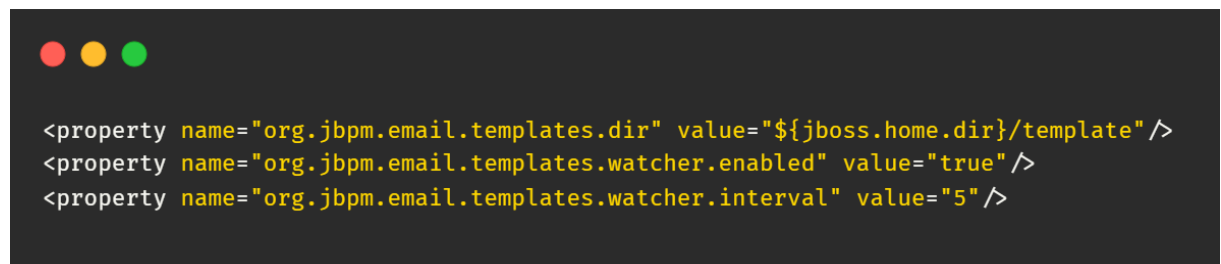 <property name="org.jbpm.email.templates.dir" value="${jboss.home.dir}/template"/>
<property name="org.jbpm.email.templates.watcher.enabled" value="true"/>
<property name="org.jbpm.email.templates.watcher.interval" value="5"/>